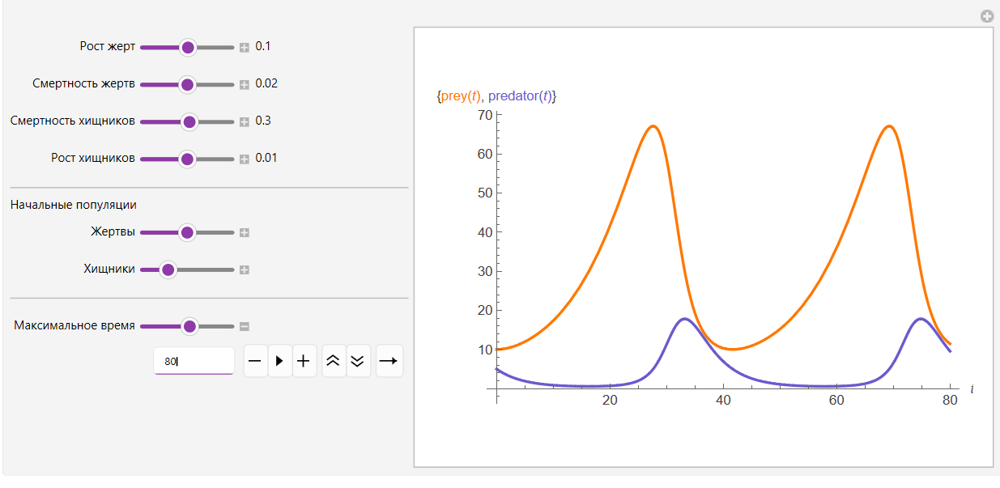 Рост жерт 0.1
Смертность жертв 0.02
Смертность хищников 0.3
Рост хищников 0.01
Начальные популяции
Жертвы
Хищники
Максимальное время
80
{prey(t), predator(t)}
70
60
50
40
30
20
10
20 40 60 80 t